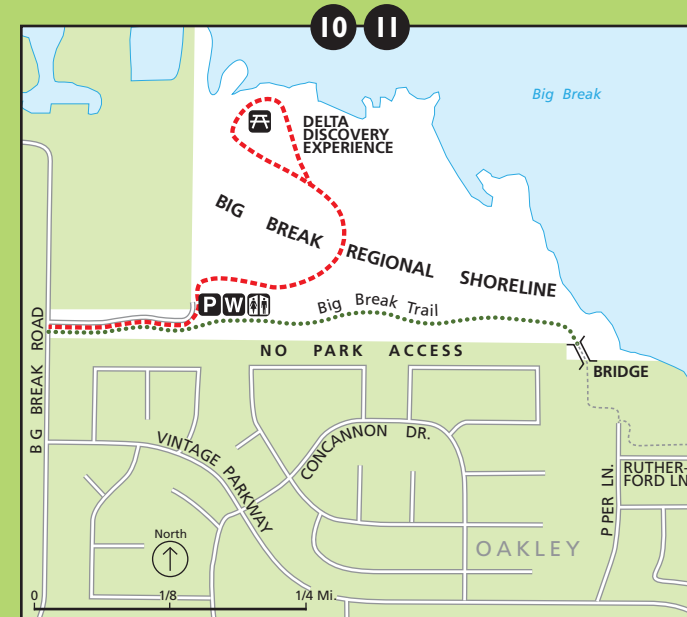 10 11
Big Break
DELTA
DISCOVERY
EXPERIENCE
BIG BREAK REGIONAL SHORELINE
P W
Big Break Trail
NO PARK ACCESS
BRIDGE
B G BREAK ROAD
VINTAGE PARKWAY
CONCANNON DR.
P PER LN.
RUTHER-
FORD LN
OAKLEY
North
0 1/8 1/4 Mi.